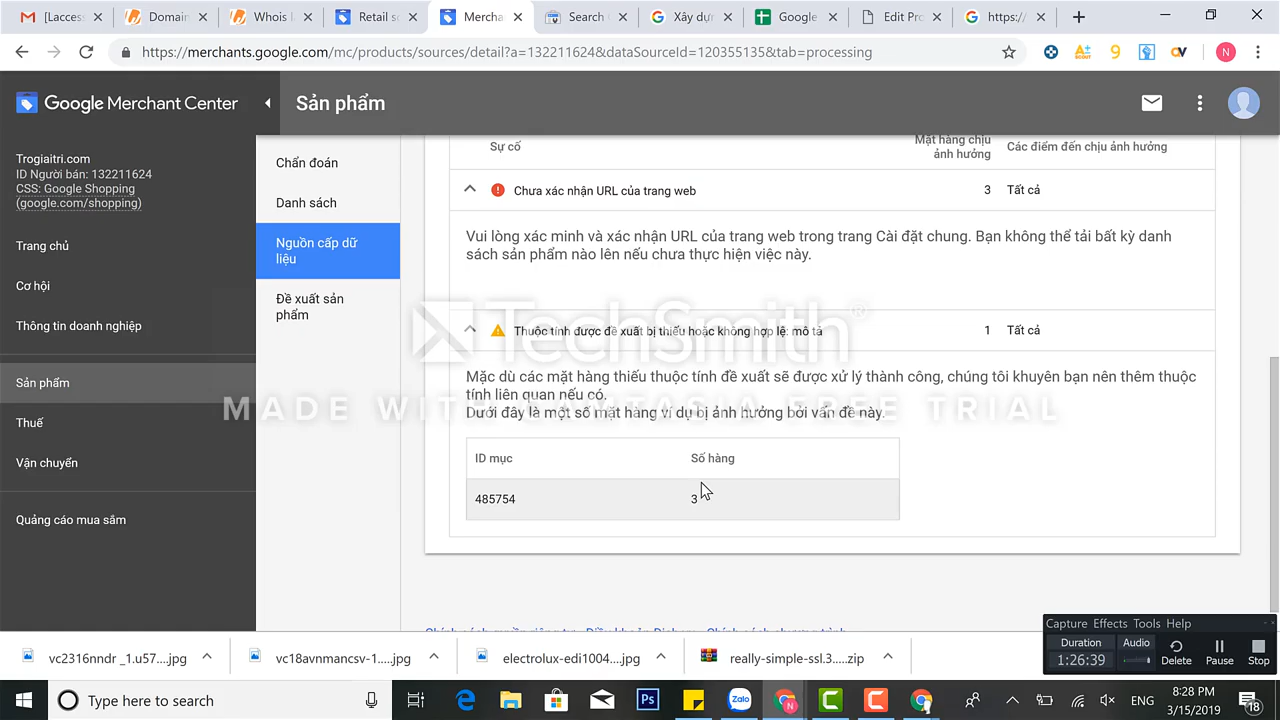 [Lacces
Domai
Whois
Retail so
Mercha
Search
Xây dự
Google
Edit Pro
https:/
https://merchants.google.com/mc/products/sources/detail?a=132211624&dataSourceId=120355135&tab=processing
N
Google Merchant Center
Sản phẩm
Trogiaitri.com
ID Người bán: 132211624
CSS: Google Shopping
(google.com/shopping)
Trang chủ
Cơ hội
Thông tin doanh nghiệp
Sản phẩm
Thuế
Vận chuyển
Quảng cáo mua sắm
Chẩn đoán
Danh sách
Nguồn cấp dữ
liệu
Đề xuất sản
phẩm
Sự cố
Mặt hàng chịu
ảnh hưởng
Các điểm đến chịu ảnh hưởng
Chưa xác nhận URL của trang web
3
Tất cả
Vui lòng xác minh và xác nhận URL của trang web trong trang Cài đặt chung. Bạn không thể tải bất kỳ danh
sách sản phẩm nào lên nếu chưa thực hiện việc này.
Thuộc tính được đề xuất bị thiếu hoặc không hợp lệ: mô tả
1
Tất cả
TechSmith®
MADE WITH CAMTASIA FREE TRIAL
Mặc dù các mặt hàng thiếu thuộc tính đề xuất sẽ được xử lý thành công, chúng tôi khuyên bạn nên thêm thuộc
tính liên quan nếu có.
Dưới đây là một số mặt hàng ví dụ bị ảnh hưởng bởi vấn đề này.
ID mục
Số hàng
485754
3
Capture Effects Tools Help
Duration
1:26:39
Audio
Delete
Pause
Stop
vc2316nndr _1.u57....jpg
vc18avnmancsv-1.....jpg
electrolux-edi1004....jpg
really-simple-ssl.3.....zip
Type here to search
Ps
Zalo
ENG
8:28 PM
3/15/2019
18